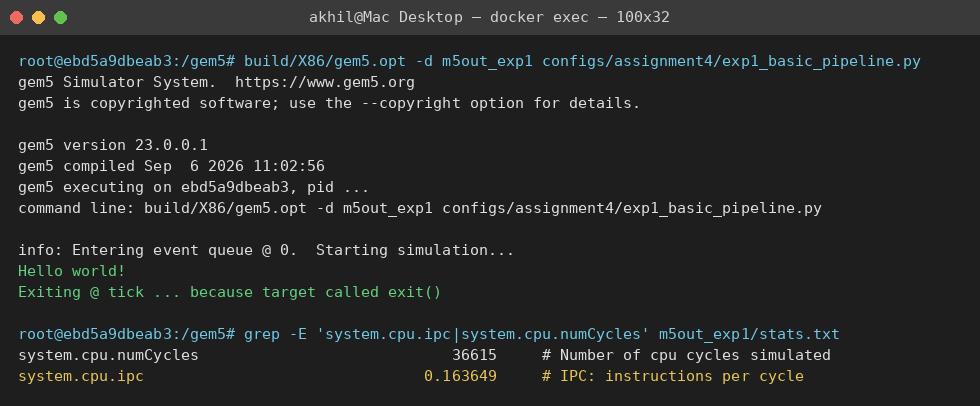 akhil@Mac Desktop — docker exec — 100x32
root@ebd5a9dbeab3:/gem5# build/X86/gem5.opt -d m5out_exp1 configs/assignment4/exp1_basic_pipeline.py
gem5 Simulator System.  https://www.gem5.org
gem5 is copyrighted software; use the --copyright option for details.
gem5 version 23.0.0.1
gem5 compiled Sep  6 2026 11:02:56
gem5 executing on ebd5a9dbeab3, pid ...
command line: build/X86/gem5.opt -d m5out_exp1 configs/assignment4/exp1_basic_pipeline.py
info: Entering event queue @ 0.  Starting simulation...
Hello world!
Exiting @ tick ... because target called exit()
root@ebd5a9dbeab3:/gem5# grep -E 'system.cpu.ipc|system.cpu.numCycles' m5out_exp1/stats.txt
system.cpu.numCycles                            36615     # Number of cpu cycles simulated
system.cpu.ipc                               0.163649     # IPC: instructions per cycle